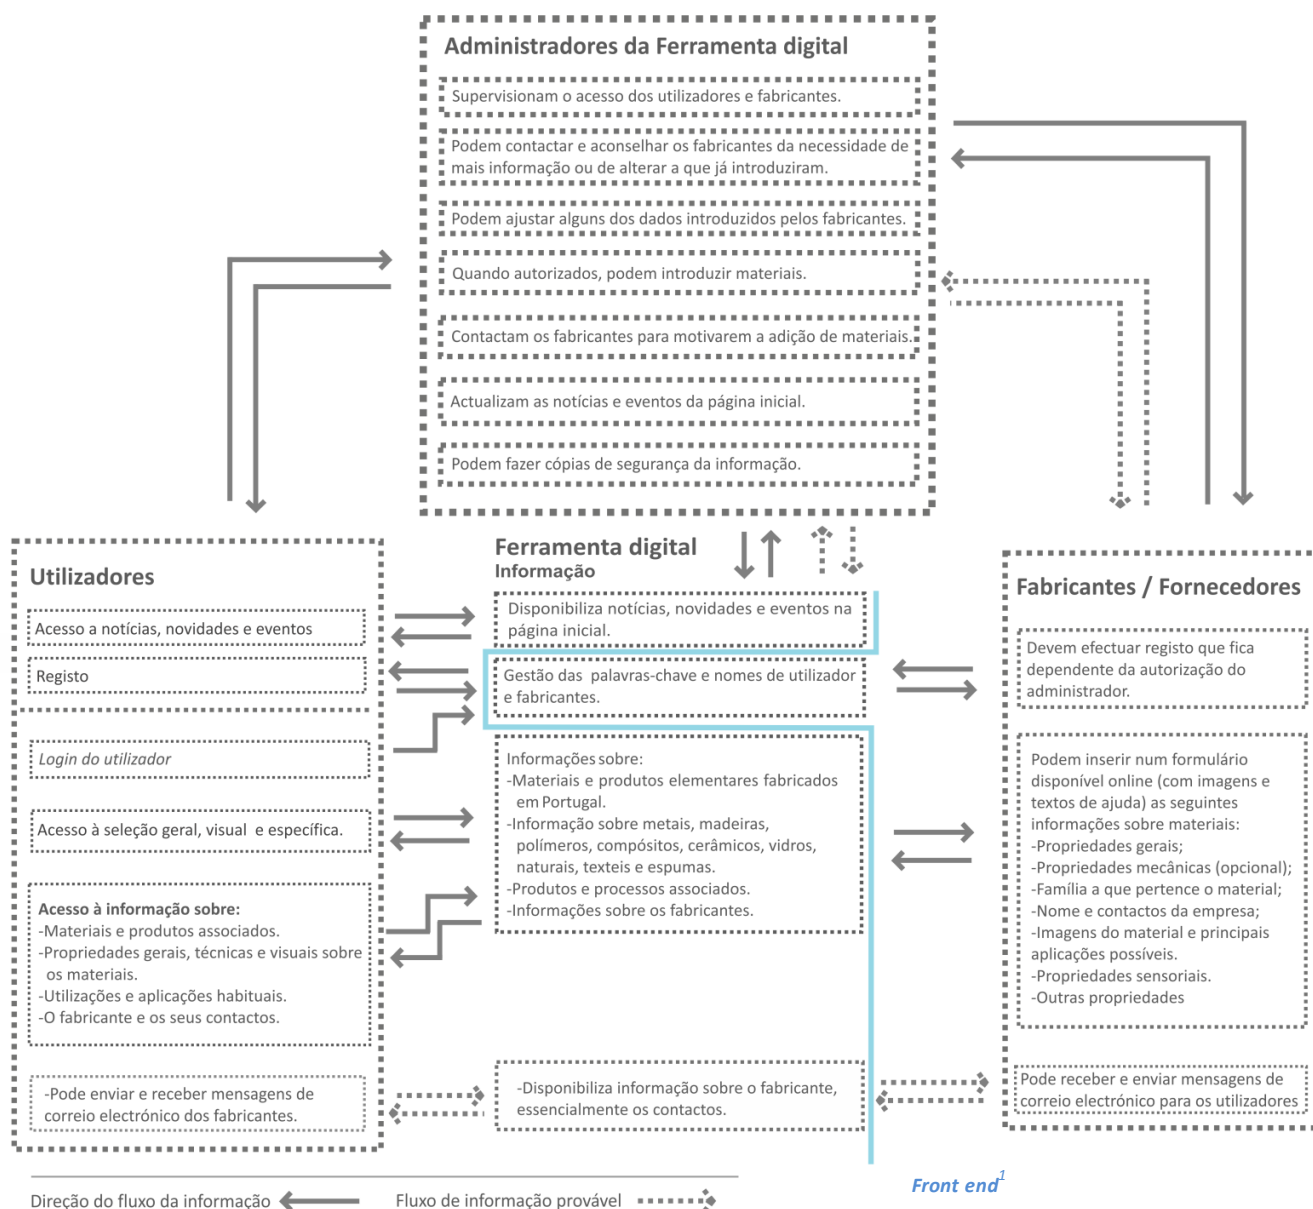 Administradores da Ferramenta digital
Supervisionam o acesso dos utilizadores e fabricantes.
Podem contactar e aconselhar os fabricantes da necessidade de
mais informação ou de alterar a que já introduziram.
Podem ajustar alguns dos dados introduzidos pelos fabricantes.
Quando autorizados, podem introduzir materiais.
Contactam os fabricantes para motivarem a adição de materiais.
Actualizam as notícias e eventos da página inicial.
Podem fazer cópias de segurança da informação.
Utilizadores
Acesso a notícias, novidades e eventos
Registo
Login do utilizador
Acesso à seleção geral, visual e específica.
Acesso à informação sobre:
-Materiais e produtos associados.
-Propriedades gerais, técnicas e visuais sobre
os materiais.
-Utilizações e aplicações habituais.
-O fabricante e os seus contactos.
-Pode enviar e receber mensagens de
correio electrónico dos fabricantes.
Ferramenta digital
Informação
Disponibiliza notícias, novidades e eventos na
página inicial.
Gestão das palavras-chave e nomes de utilizador
e fabricantes.
Informações sobre:
-Materiais e produtos elementares fabricados
em Portugal.
-Informação sobre metais, madeiras,
polímeros, compósitos, cerâmicos, vidros,
naturais, texteis e espumas.
-Produtos e processos associados.
-Informações sobre os fabricantes.
-Disponibiliza informação sobre o fabricante,
essencialmente os contactos.
Fabricantes / Fornecedores
Devem efectuar registo que fica
dependente da autorização do
administrador.
Podem inserir num formulário
disponível online (com imagens e
textos de ajuda) as seguintes
informações sobre materiais:
-Propriedades gerais;
-Propriedades mecânicas (opcional);
-Família a que pertence o material;
-Nome e contactos da empresa;
-Imagens do material e principais
aplicações possíveis.
-Propriedades sensoriais.
-Outras propriedades
Pode receber e enviar mensagens de
correio electrónico para os utilizadores
Front end¹
Direção do fluxo da informação
Fluxo de informação provável